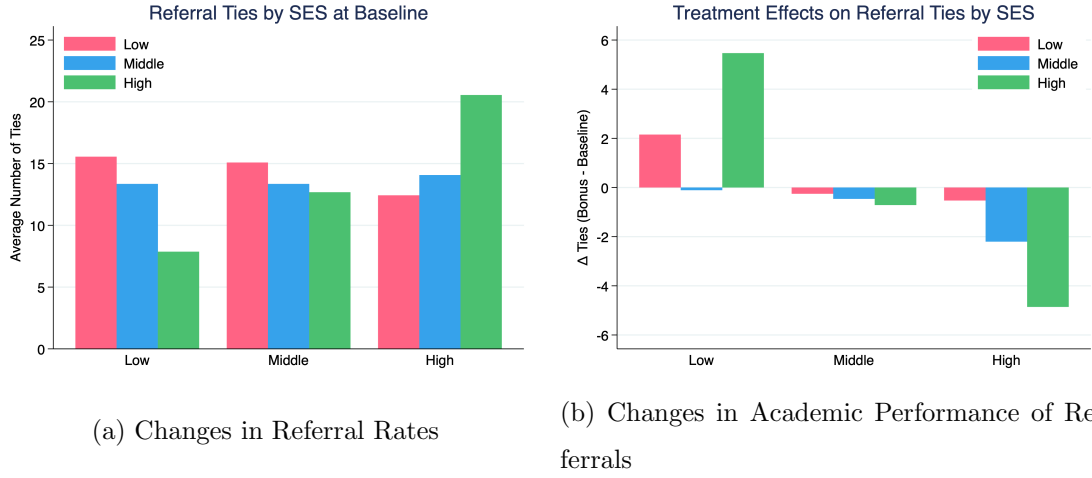 Referral Ties by SES at Baseline
25
20
15
10
5
0
Average Number of Ties
Low
Middle
High
Low
Middle
High
(a) Changes in Referral Rates
Treatment Effects on Referral Ties by SES
6
4
2
0
-2
-4
-6
Δ Ties (Bonus - Baseline)
Low
Middle
High
Low
Middle
High
(b) Changes in Academic Performance of Re
ferrals